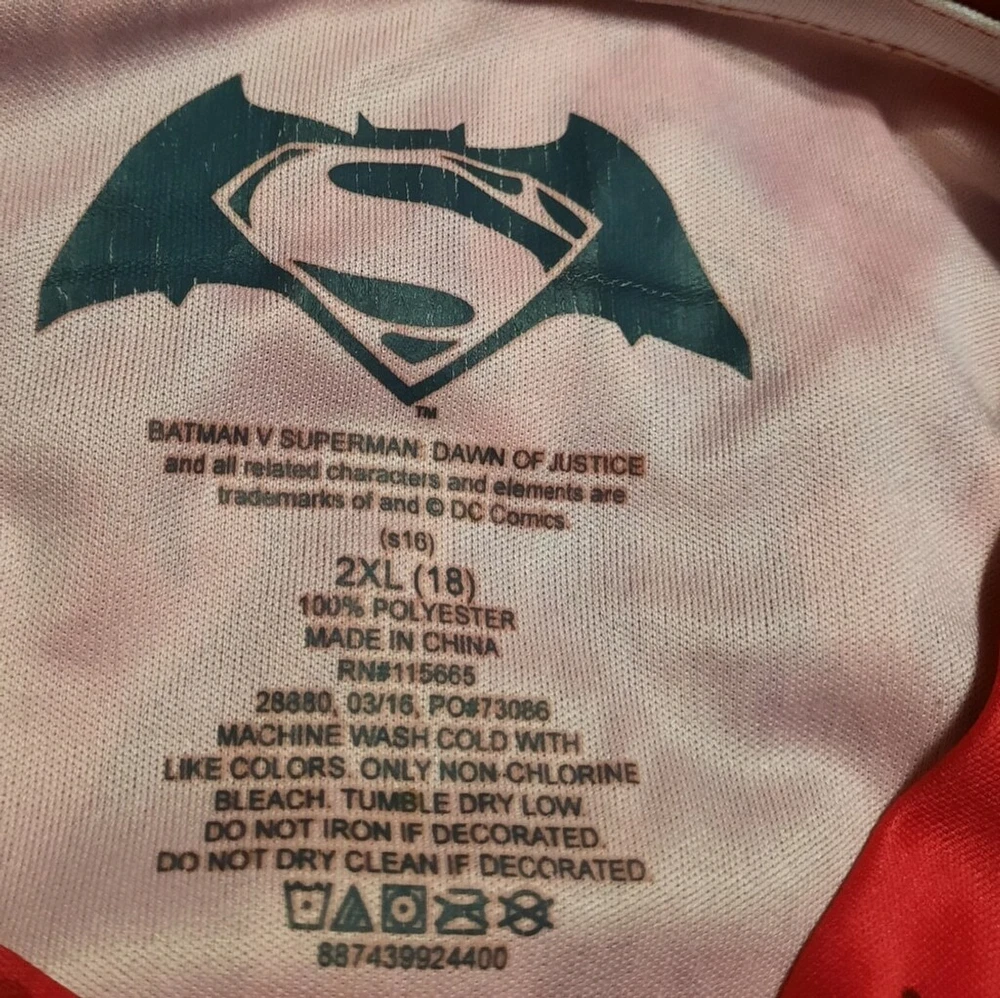 TM
BATMAN V SUPERMAN: DAWN OF JUSTICE
and all related characters and elements are
trademarks of and © DC Comics.
(s16)
2XL (18)
100% POLYESTER
MADE IN CHINA
RN#115665
28880, 03/16, PO#73086
MACHINE WASH COLD WITH
LIKE COLORS. ONLY NON-CHLORINE
BLEACH. TUMBLE DRY LOW.
DO NOT IRON IF DECORATED.
DO NOT DRY CLEAN IF DECORATED
887439924400